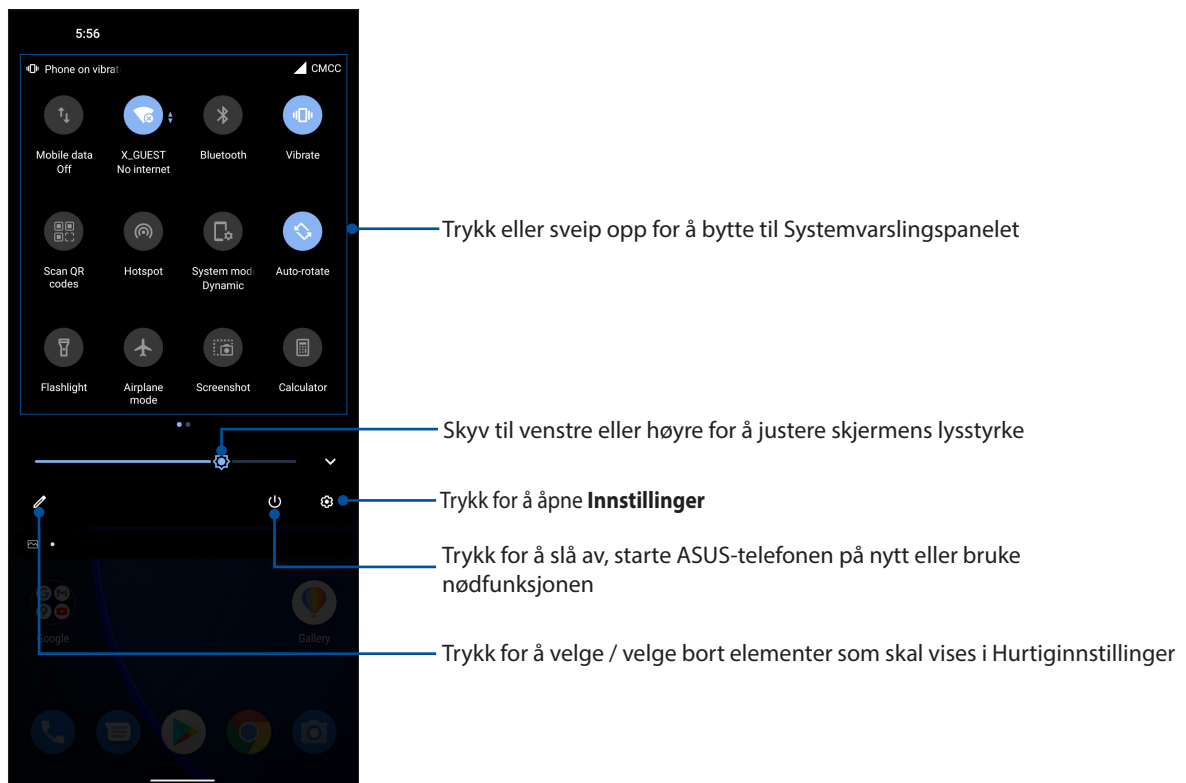 5:56
Phone on vibrat
CMCC
Mobile data
Off
X_GUEST
No internet
Bluetooth
Vibrate
Scan QR
codes
Hotspot
System mod
Dynamic
Auto-rotate
Flashlight
Airplane
mode
Screenshot
Calculator
Google
Gallery
Trykk eller sveip opp for å bytte til Systemvarslingspanelet
Skyv til venstre eller høyre for å justere skjermens lysstyrke
Trykk for å åpne Innstillinger
Trykk for å slå av, starte ASUS-telefonen på nytt eller bruke
nødfunksjonen
Trykk for å velge / velge bort elementer som skal vises i Hurtiginnstillinger